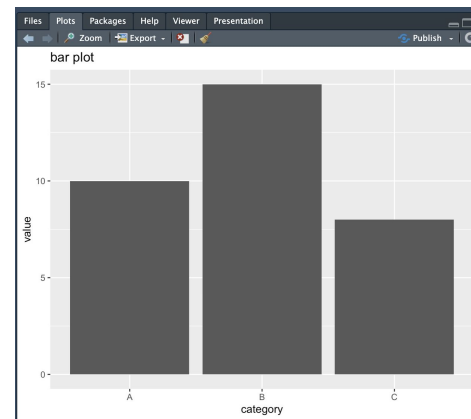 Files Plots Packages Help Viewer Presentation
Zoom Export Publish
bar plot
15
10
5
0
value
A B C
category